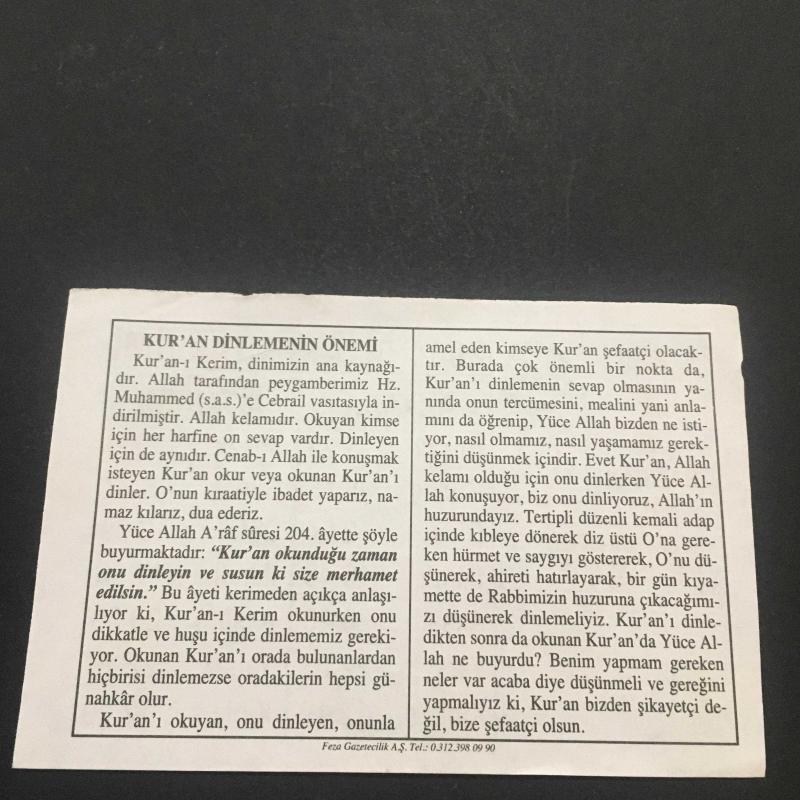 KUR'AN DİNLEMENİN ÖNEMİ
Kur'an-ı Kerim, dinimizin ana kaynağı-
dır. Allah tarafından peygamberimiz Hz.
Muhammed (s.a.s.)'e Cebrail vasıtasıyla in-
dirilmiştir. Allah kelamıdır. Okuyan kimse
için her harfine on sevap vardır. Dinleyen
için de aynıdır. Cenab-ı Allah ile konuşmak
isteyen Kur'an okur veya okunan Kur'an'ı
dinler. O'nun kıraatiyle ibadet yaparız, na-
maz kılarız, dua ederiz.
Yüce Allah A'râf sûresi 204. âyette şöyle
buyurmaktadır: "Kur'an okunduğu zaman
onu dinleyin ve susun ki size merhamet
edilsin." Bu âyeti kerimeden açıkça anlaşı-
lıyor ki, Kur'an-ı Kerim okunurken onu
dikkatle ve huşu içinde dinlememiz gereki-
yor. Okunan Kur'an'ı orada bulunanlardan
hiçbirisi dinlemezse oradakilerin hepsi gü-
nahkâr olur.
Kur'an'ı okuyan, onu dinleyen, onunla
amel eden kimseye Kur'an şefaatçi olacak-
tır. Burada çok önemli bir nokta da,
Kur'an'ı dinlemenin sevap olmasının ya-
nında onun tercümesini, mealini yani anla-
mını da öğrenip, Yüce Allah bizden ne isti-
yor, nasıl olmamız, nasıl yaşamamız gerek-
tiğini düşünmek içindir. Evet Kur'an, Allah
kelamı olduğu için onu dinlerken Yüce Al-
lah konuşuyor, biz onu dinliyoruz, Allah'ın
huzurundayız. Tertipli düzenli kemali adap
içinde kıbleye dönerek diz üstü O'na gere-
ken hürmet ve saygıyı göstererek, O'nu dü-
şünerek, ahireti hatırlayarak, bir gün kıya-
mette de Rabbimizin huzuruna çıkacağımı-
zı düşünerek dinlemeliyiz. Kur'an'ı dinle-
dikten sonra da okunan Kur'an'da Yüce Al-
lah ne buyurdu? Benim yapmam gereken
neler var acaba diye düşünmeli ve gereğini
yapmalıyız ki, Kur'an bizden şikayetçi de-
ğil, bize şefaatçi olsun.
Feza Gazetecilik A.Ş. Tel.: 0.312.398 09 90